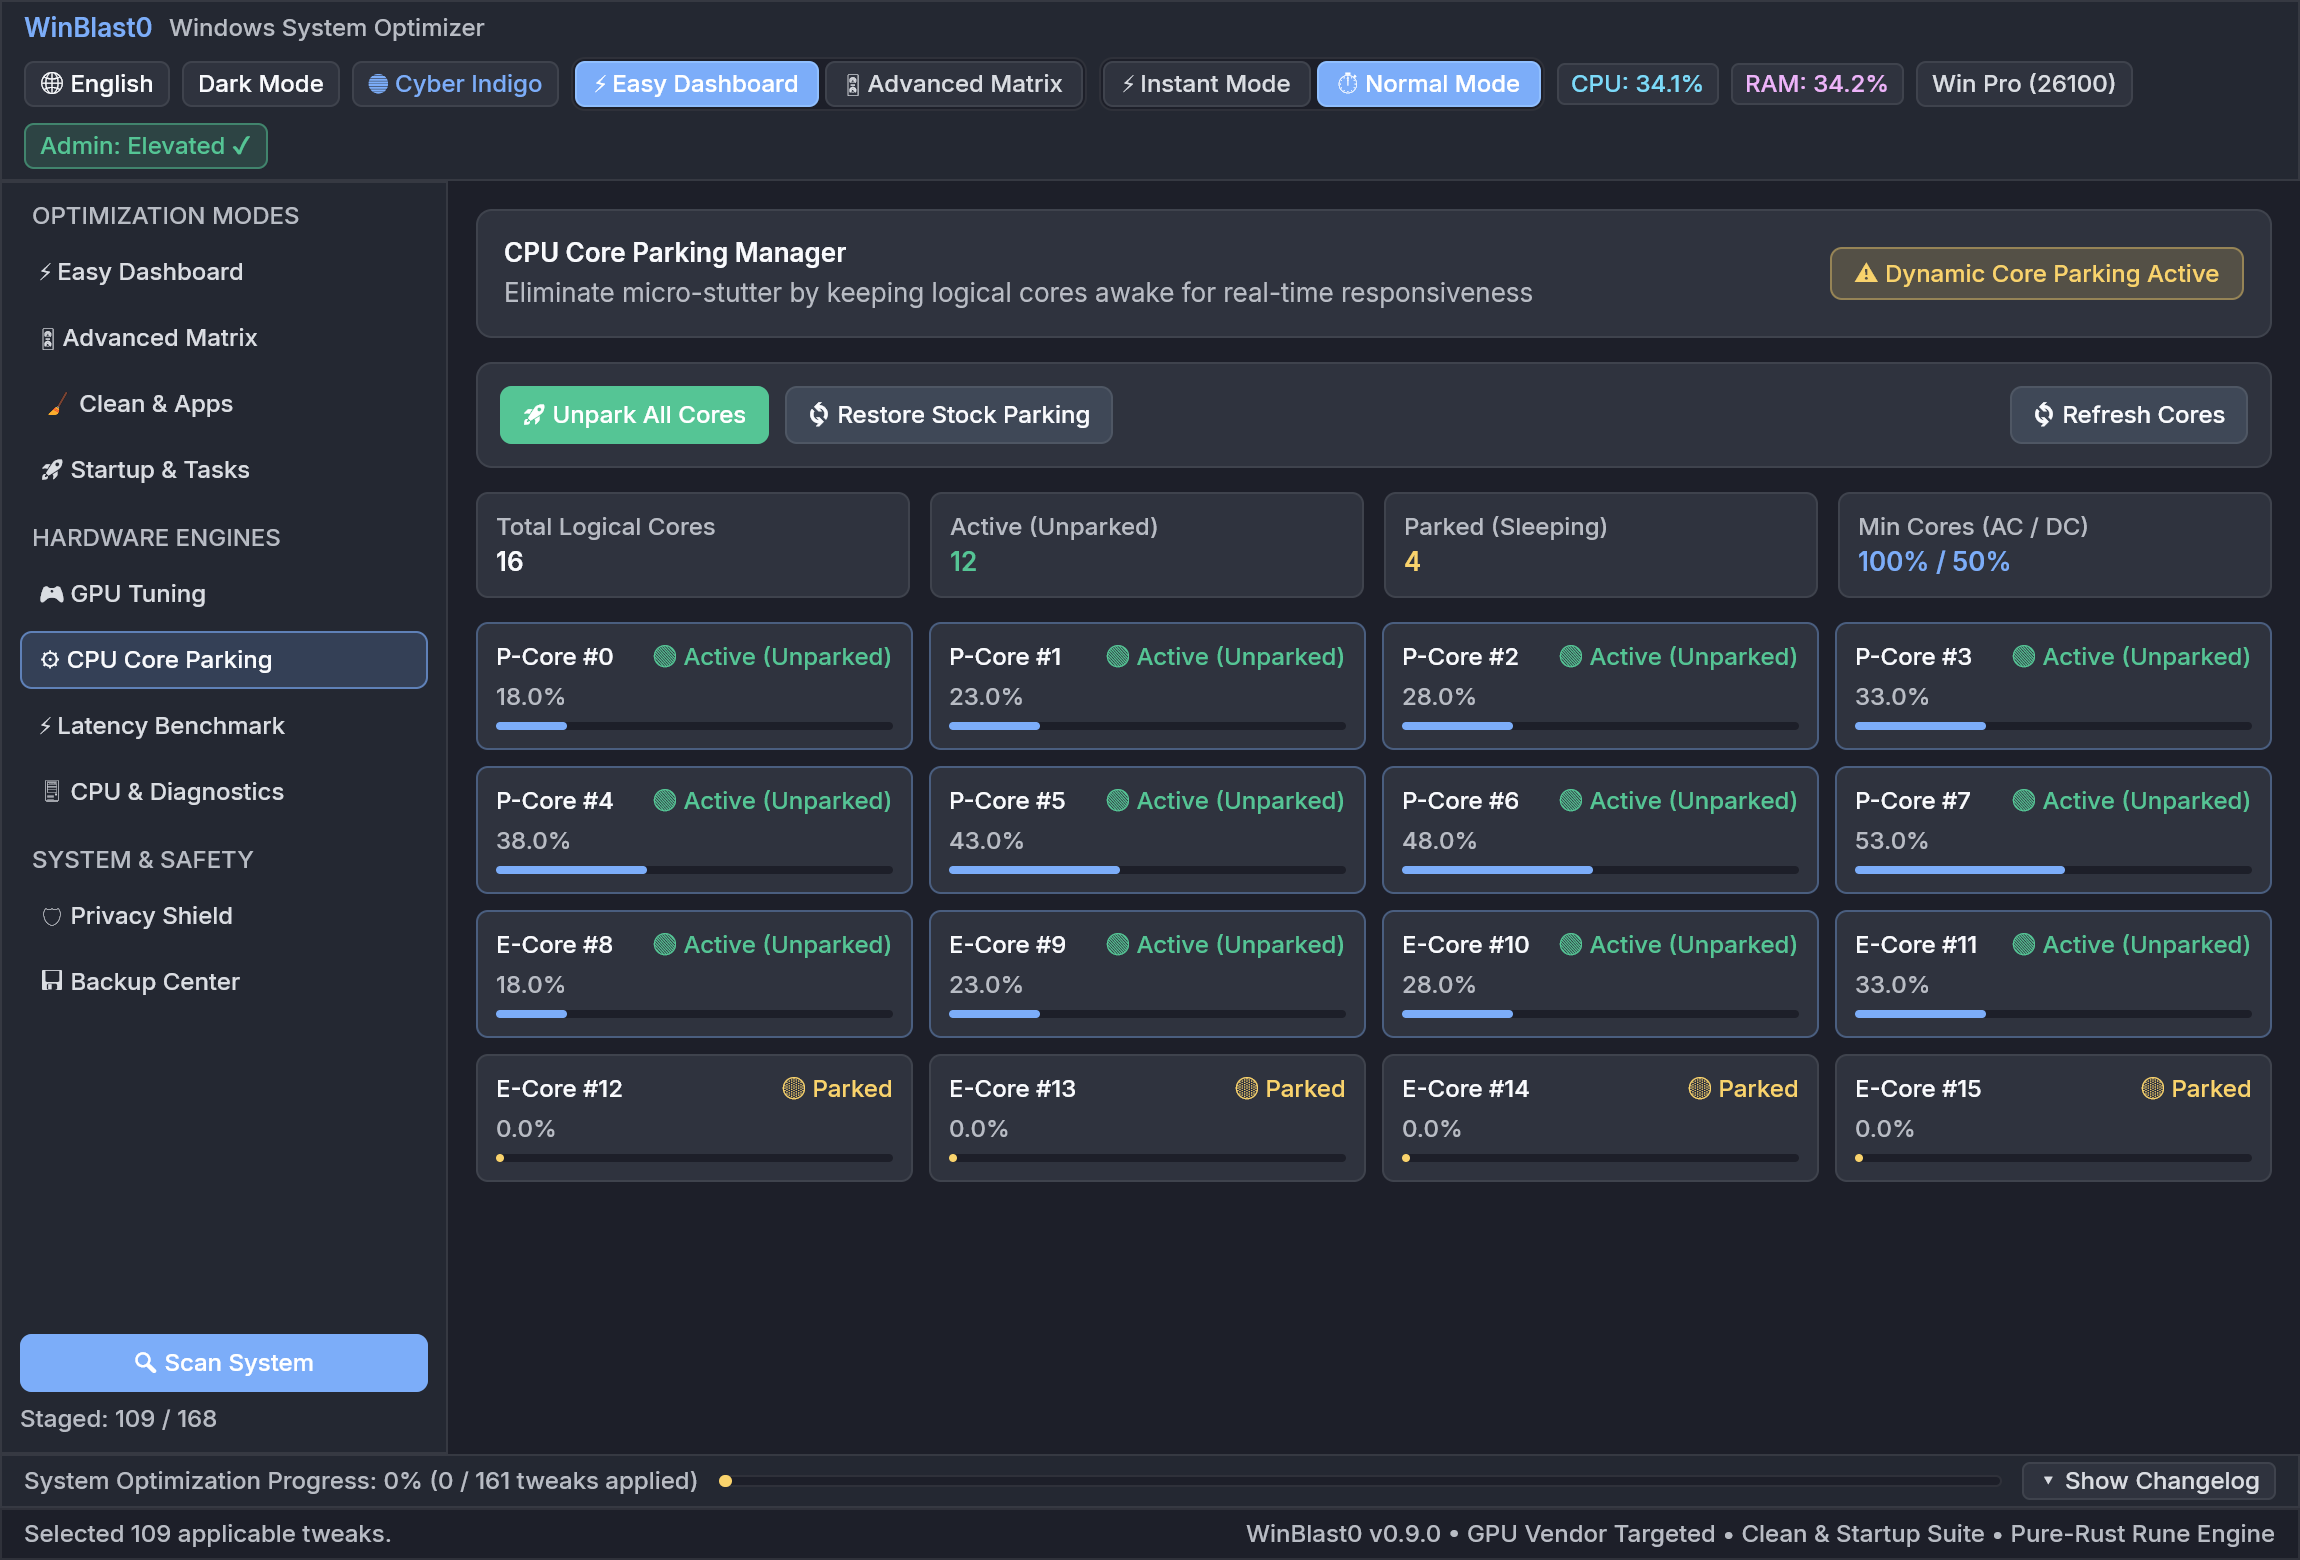 WinBlast0 Windows System Optimizer
English Dark Mode Cyber Indigo ⚡Easy Dashboard Advanced Matrix ⚡Instant Mode Normal Mode CPU: 34.1% RAM: 34.2% Win Pro (26100)
Admin: Elevated ✓
OPTIMIZATION MODES
⚡Easy Dashboard
Advanced Matrix
Clean & Apps
Startup & Tasks
HARDWARE ENGINES
GPU Tuning
CPU Core Parking
⚡Latency Benchmark
CPU & Diagnostics
SYSTEM & SAFETY
Privacy Shield
Backup Center
Scan System
Staged: 109 / 168
CPU Core Parking Manager
Eliminate micro-stutter by keeping logical cores awake for real-time responsiveness
⚠ Dynamic Core Parking Active
Unpark All Cores Restore Stock Parking Refresh Cores
Total Logical Cores
16
Active (Unparked)
12
Parked (Sleeping)
4
Min Cores (AC / DC)
100% / 50%
P-Core #0 Active (Unparked)
18.0%
P-Core #1 Active (Unparked)
23.0%
P-Core #2 Active (Unparked)
28.0%
P-Core #3 Active (Unparked)
33.0%
P-Core #4 Active (Unparked)
38.0%
P-Core #5 Active (Unparked)
43.0%
P-Core #6 Active (Unparked)
48.0%
P-Core #7 Active (Unparked)
53.0%
E-Core #8 Active (Unparked)
18.0%
E-Core #9 Active (Unparked)
23.0%
E-Core #10 Active (Unparked)
28.0%
E-Core #11 Active (Unparked)
33.0%
E-Core #12 Parked
0.0%
E-Core #13 Parked
0.0%
E-Core #14 Parked
0.0%
E-Core #15 Parked
0.0%
System Optimization Progress: 0% (0 / 161 tweaks applied) ▼ Show Changelog
Selected 109 applicable tweaks. WinBlast0 v0.9.0 • GPU Vendor Targeted • Clean & Startup Suite • Pure-Rust Rune Engine